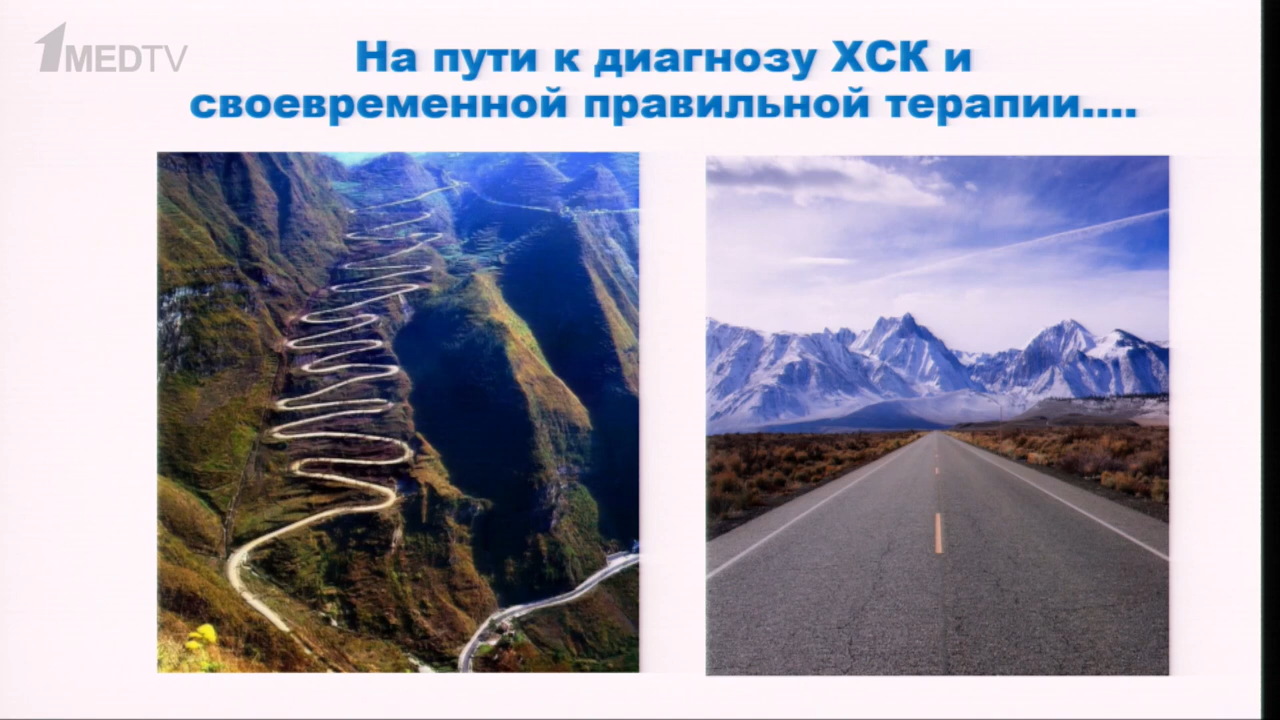 1MEDTV
На пути к диагнозу ХСК и
своевременной правильной терапии....